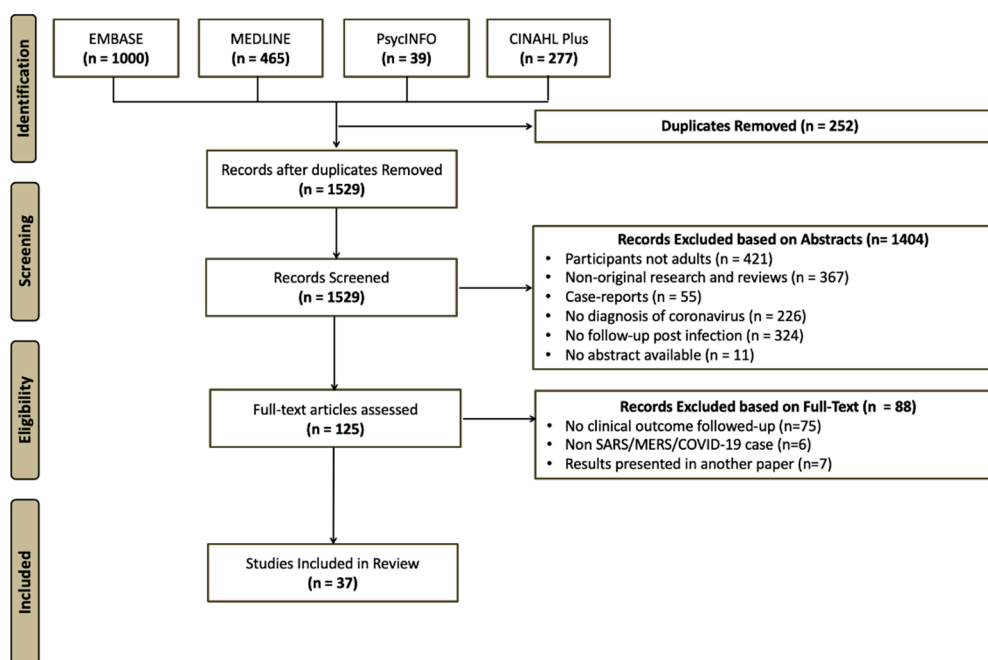 Identification
EMBASE
(n = 1000)
MEDLINE
(n = 465)
PsycINFO
(n = 39)
CINAHL Plus
(n = 277)
Duplicates Removed (n = 252)
Records after duplicates Removed
(n = 1529)
Screening
Records Screened
(n = 1529)
Records Excluded based on Abstracts (n= 1404)
• Participants not adults (n = 421)
• Non-original research and reviews (n = 367)
• Case-reports (n = 55)
• No diagnosis of coronavirus (n = 226)
• No follow-up post infection (n = 324)
• No abstract available (n = 11)
Eligibility
Full-text articles assessed
(n = 125)
Records Excluded based on Full-Text (n = 88)
• No clinical outcome followed-up (n=75)
• Non SARS/MERS/COVID-19 case (n=6)
• Results presented in another paper (n=7)
Included
Studies Included in Review
(n = 37)